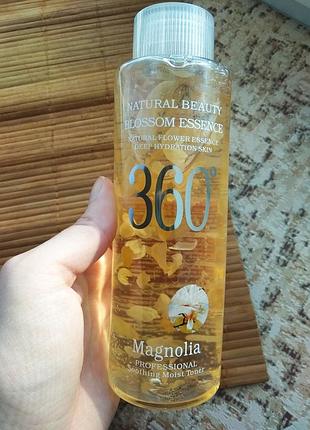 NATURAL BEAUTY
BLOSSOM ESSENCE
NATURAL FLOWER ESSENCE
DEEP HYDRATION SKIN
360°
Magnolia
PROFESSIONAL
Soothing Moist Toner